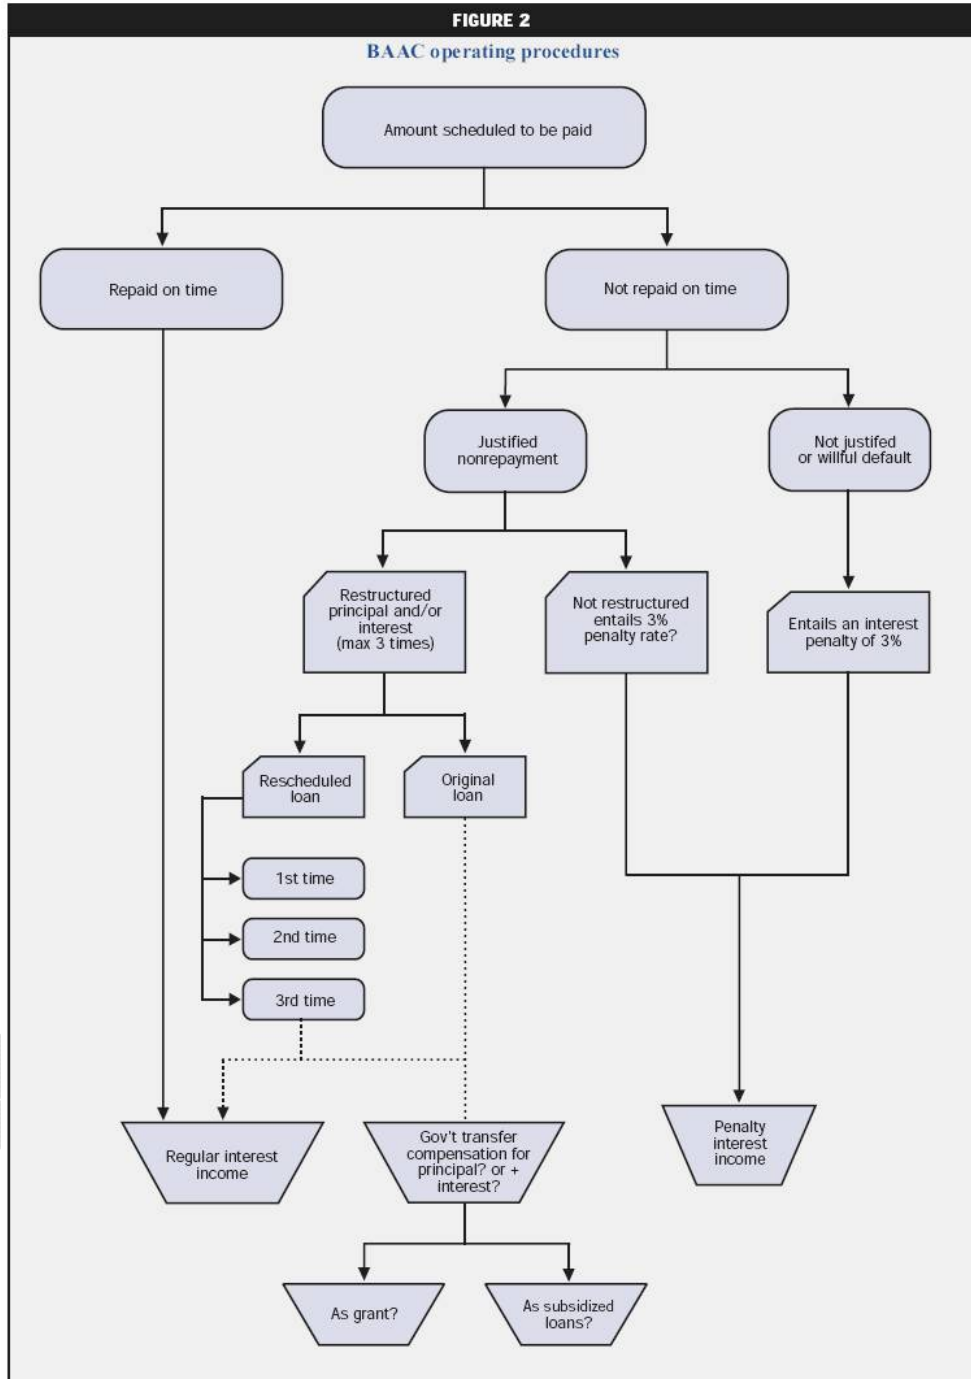 FIGURE 2
BAAC operating procedures
Amount scheduled to be paid
Repaid on time
Not repaid on time
Justified
nonrepayment
Not justifed
or willful default
Restructured
principal and/or
interest
(max 3 times)
Not restructured
entails 3%
penalty rate?
Entails an interest
penalty of 3%
Rescheduled
loan
Original
loan
1st time
2nd time
3rd time
Regular interest
income
Gov't transfer
compensation for
principal? or +
interest?
Penalty
interest
income
As grant?
As subsidized
loans?